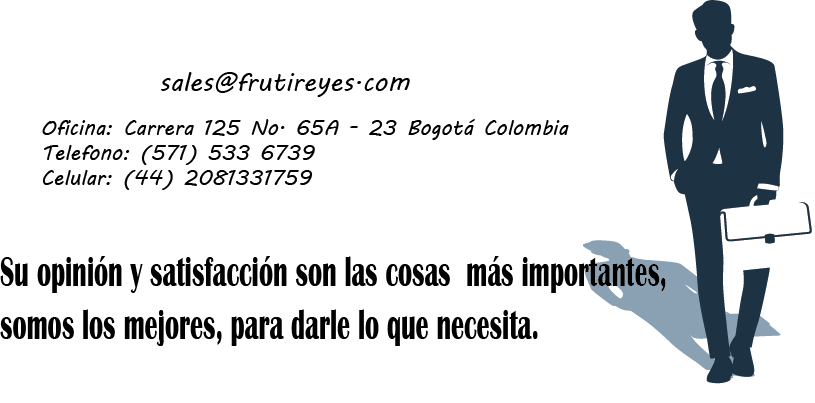 sales@frutireyes.com
Oficina: Carrera 125 No. 65A - 23 Bogotá Colombia
Telefono: (571) 533 6739
Celular: (44) 2081331759
Su opinión y satisfacción son las cosas más importantes,
somos los mejores, para darle lo que necesita.